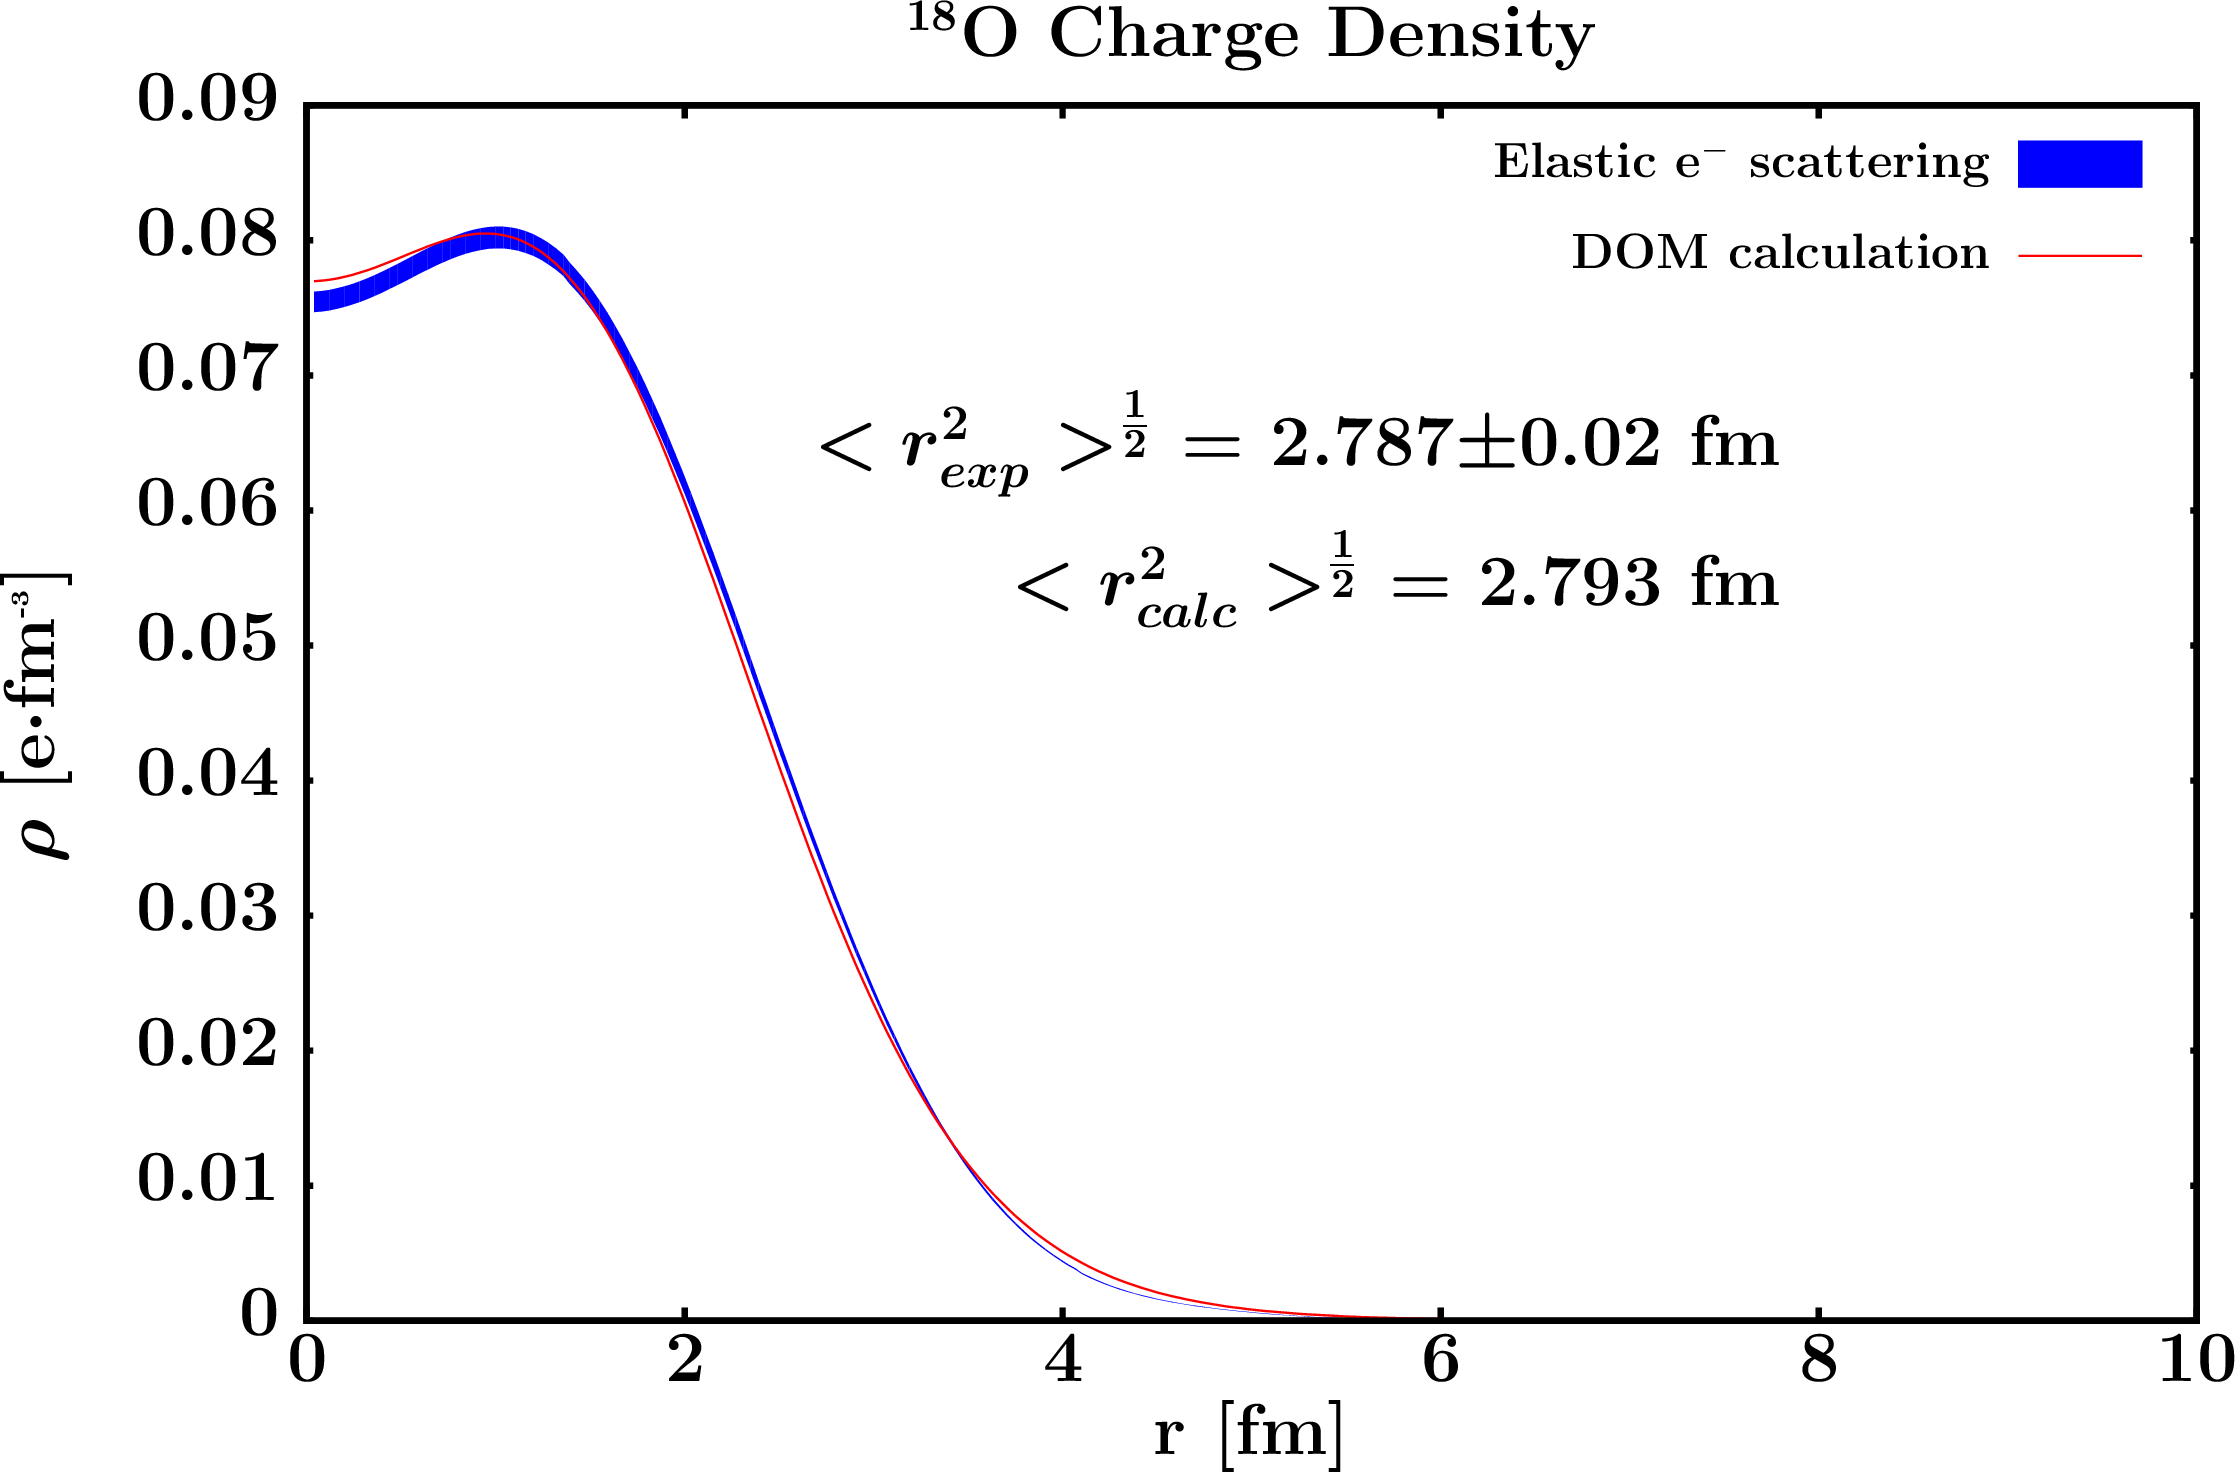 ¹⁸O Charge Density
0.09
0.08
0.07
0.06
0.05
0.04
0.03
0.02
0.01
0
ρ [e·fm⁻³]
Elastic e⁻ scattering
DOM calculation
< r²exp >^½ = 2.787±0.02 fm
< r²calc >^½ = 2.793 fm
0 2 4 6 8 10
r [fm]